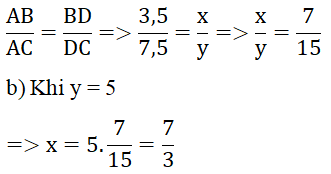 AB/AC = BD/DC => 3,5/7,5 = x/y => x/y = 7/15
b) Khi y = 5
=> x = 5. 7/15 = 7/3